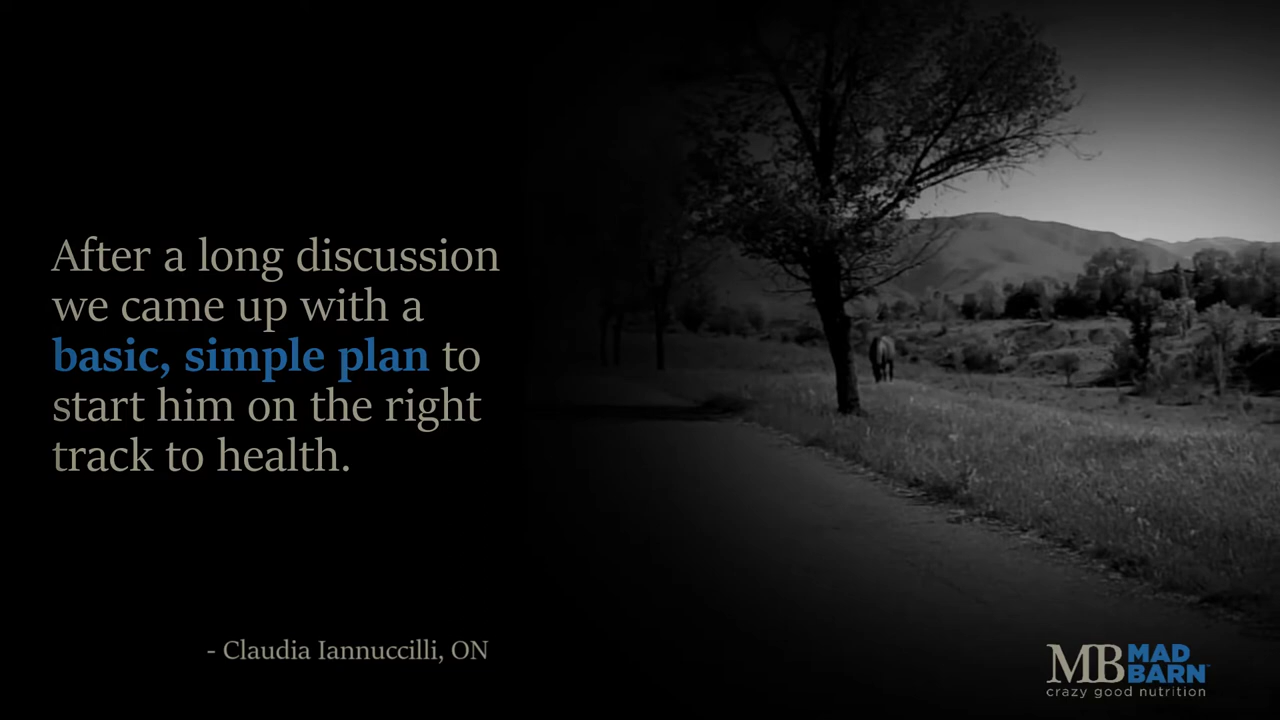 After a long discussion
we came up with a
basic, simple plan to
start him on the right
track to health.
- Claudia Iannuccilli, ON
MB MAD
BARN™
crazy good nutrition